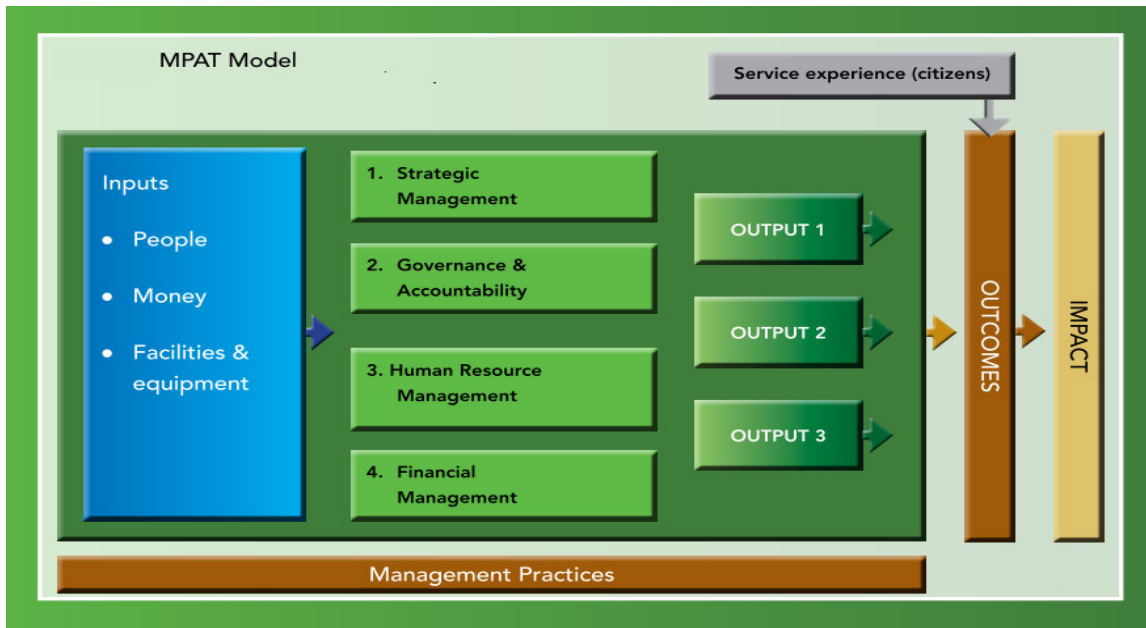 MPAT Model
Service experience (citizens)
Inputs
• People
• Money
• Facilities &
equipment
1. Strategic
Management
2. Governance &
Accountability
3. Human Resource
Management
4. Financial
Management
OUTPUT 1
OUTPUT 2
OUTPUT 3
OUTCOMES
IMPACT
Management Practices